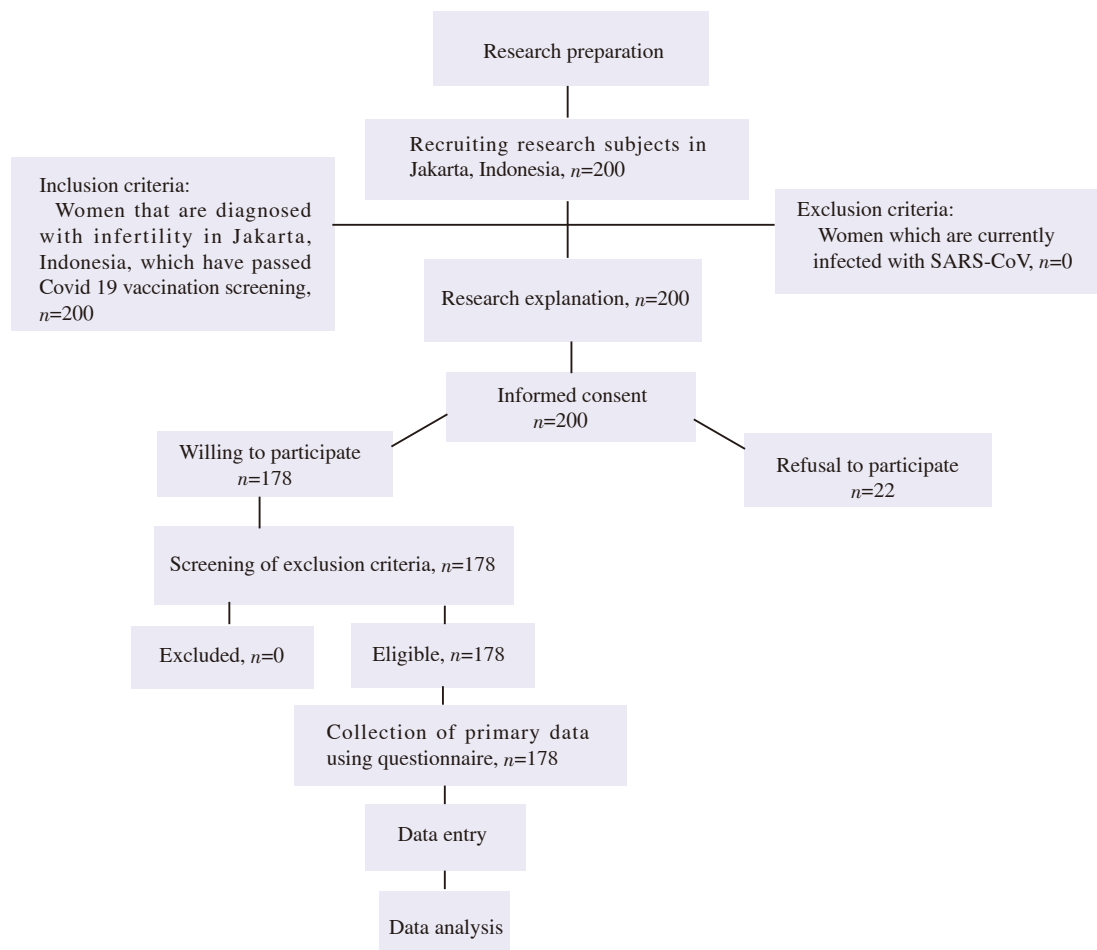 Research preparation
Recruiting research subjects in
Jakarta, Indonesia, n=200
Inclusion criteria:
Women that are diagnosed
with infertility in Jakarta,
Indonesia, which have passed
Covid 19 vaccination screening,
n=200
Exclusion criteria:
Women which are currently
infected with SARS-CoV, n=0
Research explanation, n=200
Informed consent
n=200
Willing to participate
n=178
Refusal to participate
n=22
Screening of exclusion criteria, n=178
Excluded, n=0
Eligible, n=178
Collection of primary data
using questionnaire, n=178
Data entry
Data analysis